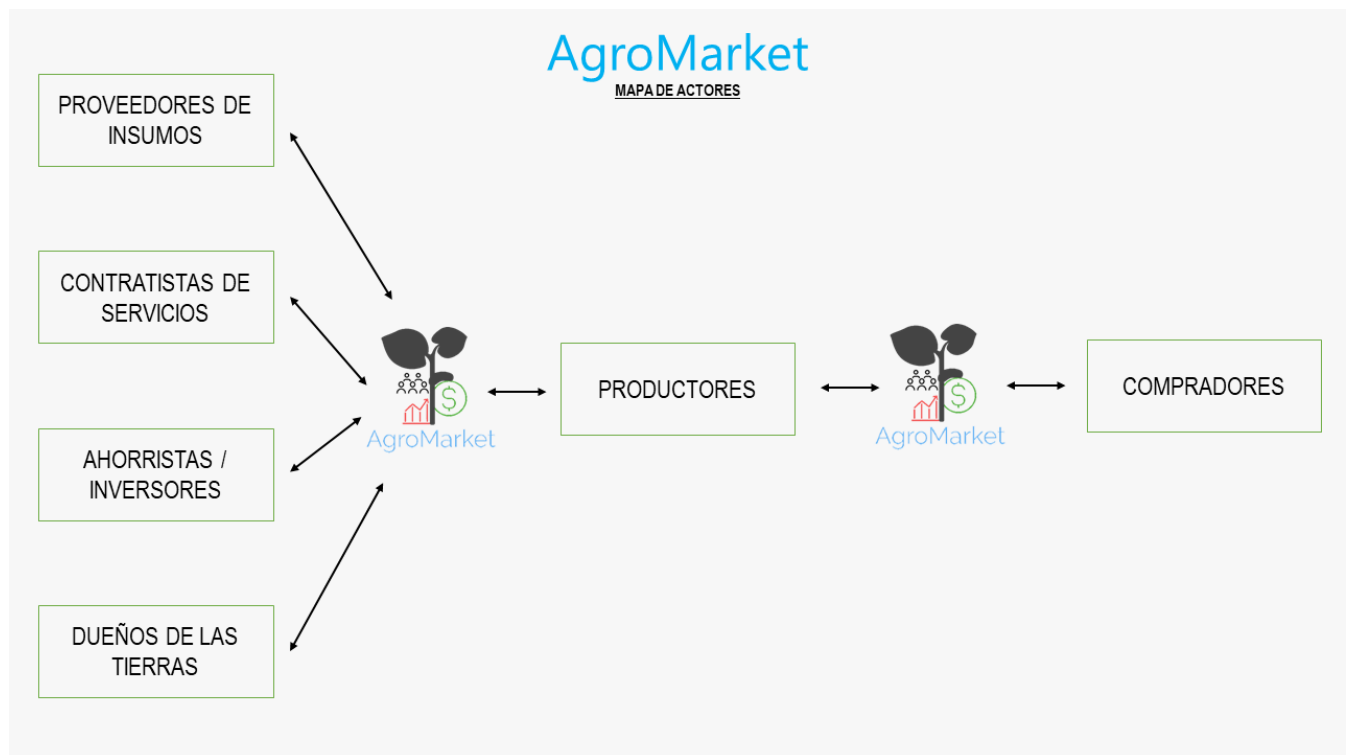 AgroMarket
MAPA DE ACTORES
PROVEEDORES DE
INSUMOS
CONTRATISTAS DE
SERVICIOS
AHORRISTAS /
INVERSORES
DUEÑOS DE LAS
TIERRAS
$
AgroMarket
PRODUCTORES
$
AgroMarket
COMPRADORES